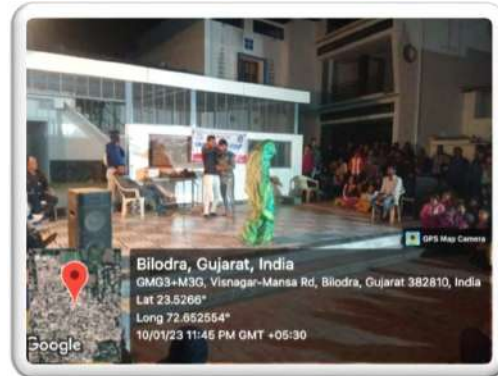 GPS Map Camera
Bilodra, Gujarat, India
GMG3+M3G, Visnagar-Mansa Rd, Bilodra, Gujarat 382810, India
Lat 23.5266°
Long 72.652554°
10/01/23 11:45 PM GMT +05:30
Google